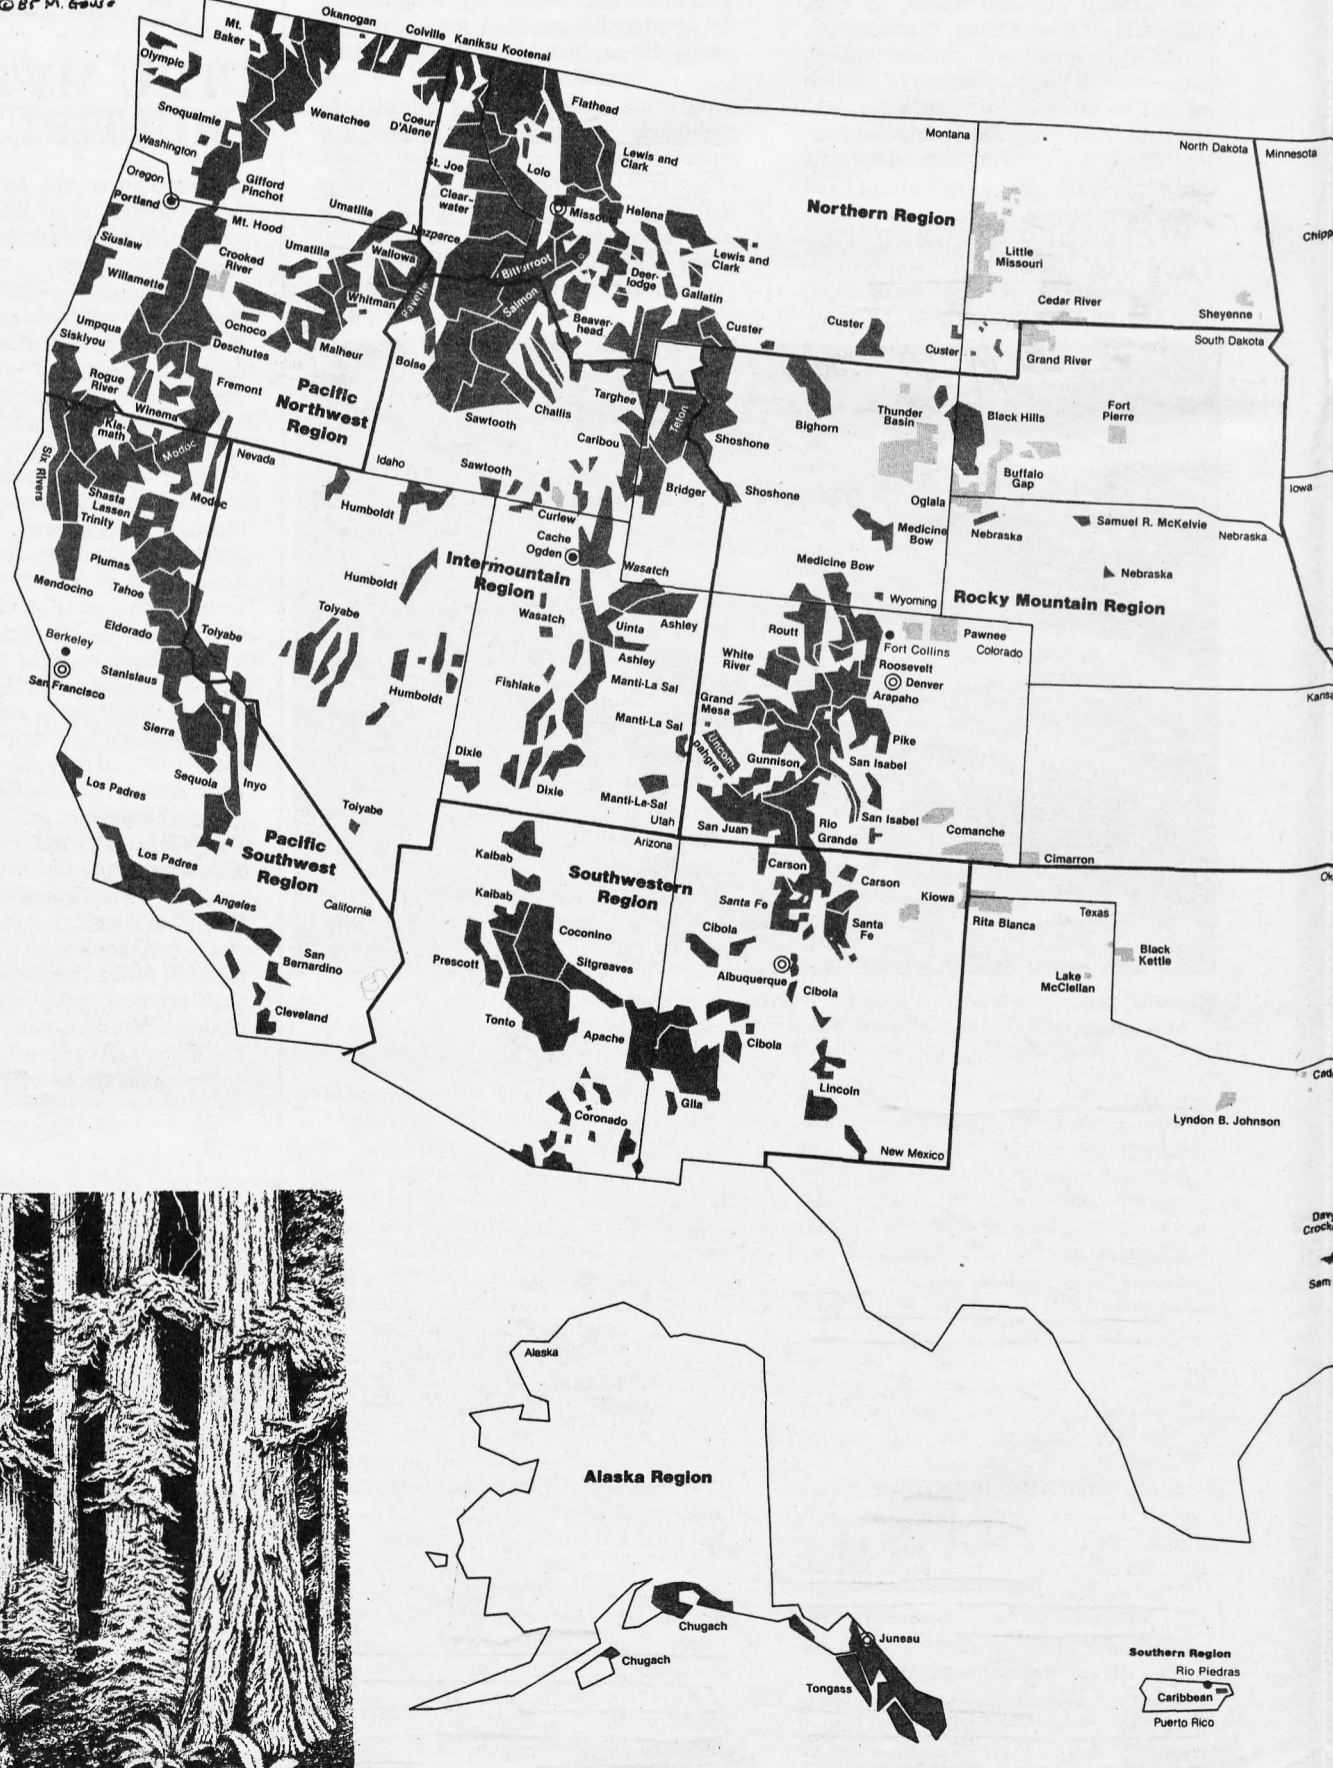 ©85 M. Gouse
Okanogan
Colville Kaniksu Kootenai
Mt.
Baker
Olympic
Flathead
Snoqualmie
Wenatchee
Coeur
D'Alene
Washington
Lewis and
Clark
Montana
North Dakota
Minnesota
St. Joe
Lolo
Oregon
Gifford
Pinchot
Clear-
water
Portland
Umatilla
Helena
Northern Region
Mt. Hood
Nezperce
Siuslaw
Umatilla
Wallowa
Crooked
River
Lewis and
Clark
Little
Missouri
Willamette
Bitterroot
Deer-
lodge
Whitman
Payette
Salmon
Gallatin
Cedar River
Sheyenne
Umpqua
Ochoco
Beaver-
head
Custer
Custer
Siskiyou
Deschutes
Malheur
Custer
South Dakota
Boise
Grand River
Rogue
River
Fremont
Pacific
Northwest
Region
Targhee
Winema
Challis
Teton
Thunder
Basin
Black Hills
Fort
Pierre
Kla-
math
Sawtooth
Bighorn
Modoc
Caribou
Shoshone
Six Rivers
Nevada
Idaho
Sawtooth
Buffalo
Gap
Shasta
Lassen
Trinity
Modoc
Humboldt
Bridger
Shoshone
Oglala
Iowa
Curlew
Medicine
Bow
Nebraska
Samuel R. McKelvie
Nebraska
Cache
Ogden
Plumas
Intermountain
Region
Wasatch
Medicine Bow
Mendocino
Humboldt
Nebraska
Tahoe
Toiyabe
Wasatch
Wyoming
Rocky Mountain Region
Eldorado
Toiyabe
Uinta
Ashley
Routt
Pawnee
Berkeley
Fort Collins
Colorado
San Francisco
Stanislaus
Ashley
White
River
Roosevelt
Denver
Humboldt
Fishlake
Manti-La Sal
Arapaho
Grand
Mesa
Sierra
Manti-La Sal
Pike
Uncom-
pahgre
Dixie
Gunnison
San Isabel
Sequoia
Inyo
Los Padres
Dixie
Manti-La-Sal
Toiyabe
Utah
San Juan
Rio
Grande
San Isabel
Comanche
Pacific
Southwest
Region
Arizona
Cimarron
Los Padres
Kaibab
Southwestern
Region
Carson
Carson
Kaibab
Angeles
California
Santa Fe
Kiowa
Texas
Coconino
Cibola
Santa
Fe
Rita Blanca
San
Bernardino
Prescott
Sitgreaves
Black
Kettle
Albuquerque
Cibola
Lake
McClellan
Cleveland
Tonto
Apache
Cibola
Coronado
Gila
Lincoln
Lyndon B. Johnson
New Mexico
Alaska
Alaska Region
Chugach
Chugach
Juneau
Tongass
Southern Region
Rio Piedras
Caribbean
Puerto Rico